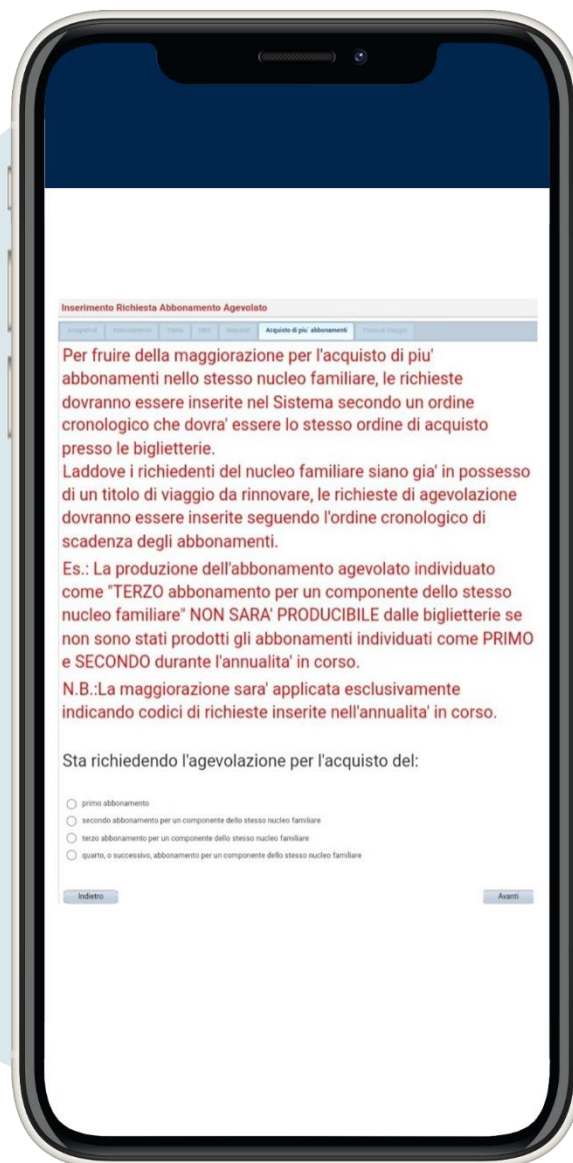 Inserimento Richiesta Abbonamento Agevolato
Anagrafica Abbonamento Tratta ISEE Requisiti Acquisto di piu' abbonamenti Titolo di Viaggio
Per fruire della maggiorazione per l'acquisto di piu'
abbonamenti nello stesso nucleo familiare, le richieste
dovranno essere inserite nel Sistema secondo un ordine
cronologico che dovra' essere lo stesso ordine di acquisto
presso le biglietterie.
Laddove i richiedenti del nucleo familiare siano gia' in possesso
di un titolo di viaggio da rinnovare, le richieste di agevolazione
dovranno essere inserite seguendo l'ordine cronologico di
scadenza degli abbonamenti.
Es.: La produzione dell'abbonamento agevolato individuato
come "TERZO abbonamento per un componente dello stesso
nucleo familiare" NON SARA' PRODUCIBILE dalle biglietterie se
non sono stati prodotti gli abbonamenti individuati come PRIMO
e SECONDO durante l'annualita' in corso.
N.B.:La maggiorazione sara' applicata esclusivamente
indicando codici di richieste inserite nell'annualita' in corso.
Sta richiedendo l'agevolazione per l'acquisto del:
primo abbonamento
secondo abbonamento per un componente dello stesso nucleo familiare
terzo abbonamento per un componente dello stesso nucleo familiare
quarto, o successivo, abbonamento per un componente dello stesso nucleo familiare
Indietro Avanti